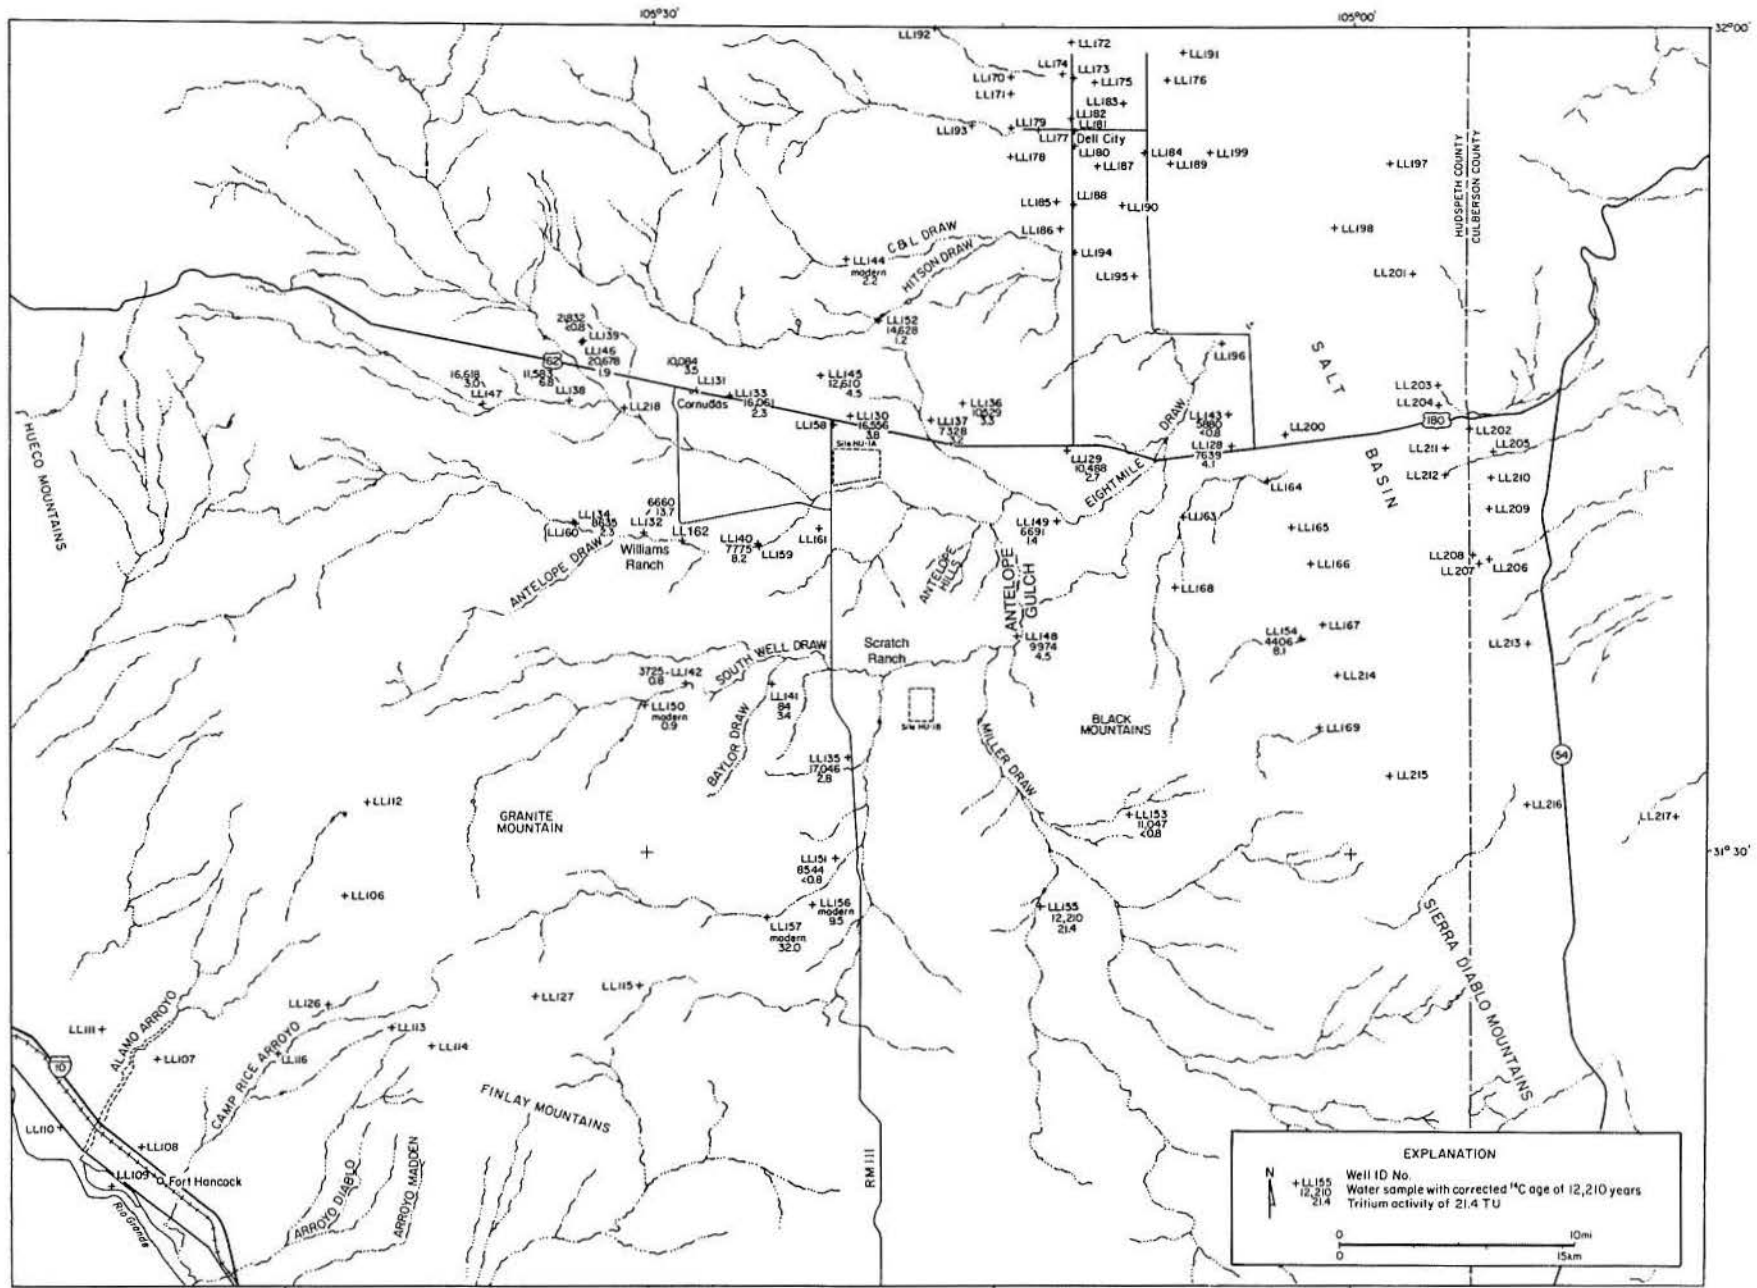 105°30'
105°00'
32°00'
LL192
LL172
LL191
LL174
LL173
LL170
LL175
LL176
LL171
LL183
LL182
LL179
LL181
LL193
LL177
Dell City
LL178
LL180
LL184
LL199
LL187
LL189
LL197
HUDSPETH COUNTY
CULBERSON COUNTY
LL185
LL188
LL190
LL186
LL198
C & L DRAW
HITSON DRAW
LL144
modern
2.2
LL194
LL195
LL201
21,832
<0.8
LL139
LL152
14,628
1.2
LL146
20,678
1.9
62
LL196
SALT
BASIN
16,618
3.0
LL147
11,583
6.8
LL138
10,084
3.5
LL131
Cornudas
LL133
16,061
2.3
LL145
12,610
4.5
LL203
LL204
LL218
LL130
16,556
3.8
LL158
LL136
10,529
3.3
LL137
7328
3.2
LL143
5880
<0.8
LL200
180
LL202
LL128
7639
4.1
LL211
LL205
Site HU-1A
LL129
10,488
2.7
EIGHTMILE DRAW
LL212
LL210
LL164
HUECO MOUNTAINS
LL134
8635
2.3
LL160
6660
13.7
LL132
LL162
Williams
Ranch
LL140
7775
8.2
LL159
LL161
LL149
6691
1.4
LL163
LL165
LL209
ANTELOPE DRAW
ANTELOPE
HILLS
ANTELOPE
GULCH
LL168
LL166
LL208
LL207
LL206
LL148
9974
4.5
LL154
4406
8.1
LL167
LL213
Scratch
Ranch
SOUTH WELL DRAW
3725
0.8
LL142
LL141
84
3.4
LL214
LL150
modern
0.9
Site HU-1B
BLACK
MOUNTAINS
BAYLOR DRAW
MILLER DRAW
LL169
LL135
17,046
2.8
54
LL215
LL112
LL216
GRANITE
MOUNTAIN
LL153
11,047
<0.8
LL217
31°30'
LL151
8544
<0.8
LL106
LL156
modern
9.5
LL155
12,210
21.4
LL157
modern
32.0
SIERRA DIABLO MOUNTAINS
LL115
LL127
LL126
ALAMO ARROYO
LL111
LL113
LL114
CAMP RICE ARROYO
LL107
LL116
10
FINLAY MOUNTAINS
LL110
LL108
LL109
Fort Hancock
Rio Grande
ARROYO DIABLO
ARROYO MADDEN
RM 111
EXPLANATION
N
LL155
12,210
21.4
Well ID No.
Water sample with corrected ¹⁴C age of 12,210 years
Tritium activity of 21.4 TU
0 10mi
0 15km